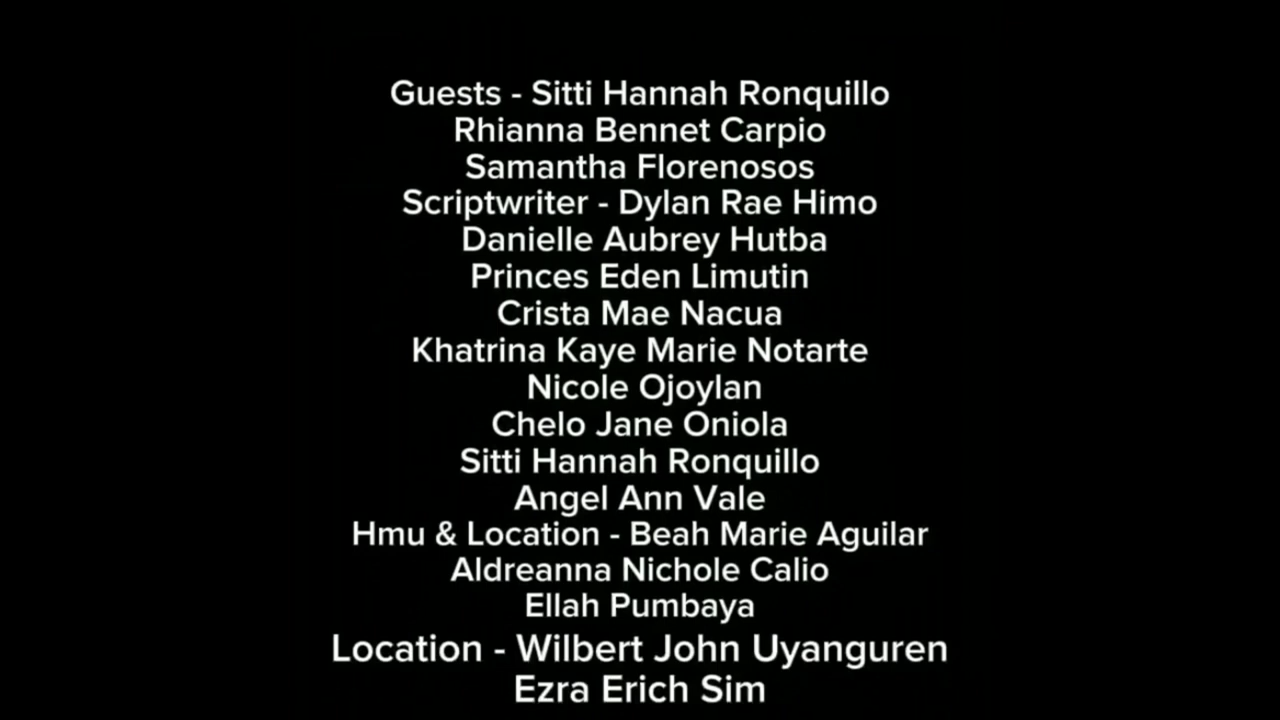 Guests - Sitti Hannah Ronquillo
Rhianna Bennet Carpio
Samantha Florenosos
Scriptwriter - Dylan Rae Himo
Danielle Aubrey Hutba
Princes Eden Limutin
Crista Mae Nacua
Khatrina Kaye Marie Notarte
Nicole Ojoylan
Chelo Jane Oniola
Sitti Hannah Ronquillo
Angel Ann Vale
Hmu & Location - Beah Marie Aguilar
Aldreanna Nichole Calio
Ellah Pumbaya
Location - Wilbert John Uyanguren
Ezra Erich Sim